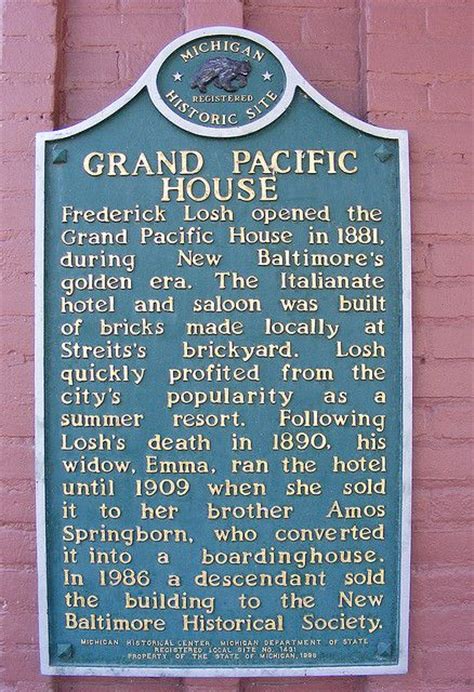 MICHIGAN
REGISTERED
HISTORIC SITE
GRAND PACIFIC
HOUSE
Frederick Losh opened the
Grand Pacific House in 1881,
during New Baltimore's
golden era. The Italianate
hotel and saloon was built
of bricks made locally at
Streits's brickyard. Losh
quickly profited from the
city's popularity as a
summer resort. Following
Losh's death in 1890, his
widow, Emma, ran the hotel
until 1909 when she sold
it to her brother Amos
Springborn, who converted
it into a boardinghouse.
In 1986 a descendant sold
the building to the New
Baltimore Historical Society.
MICHIGAN HISTORICAL CENTER MICHIGAN DEPARTMENT OF STATE
REGISTERED LOCAL SITE NO. 1431
PROPERTY OF THE STATE OF MICHIGAN,